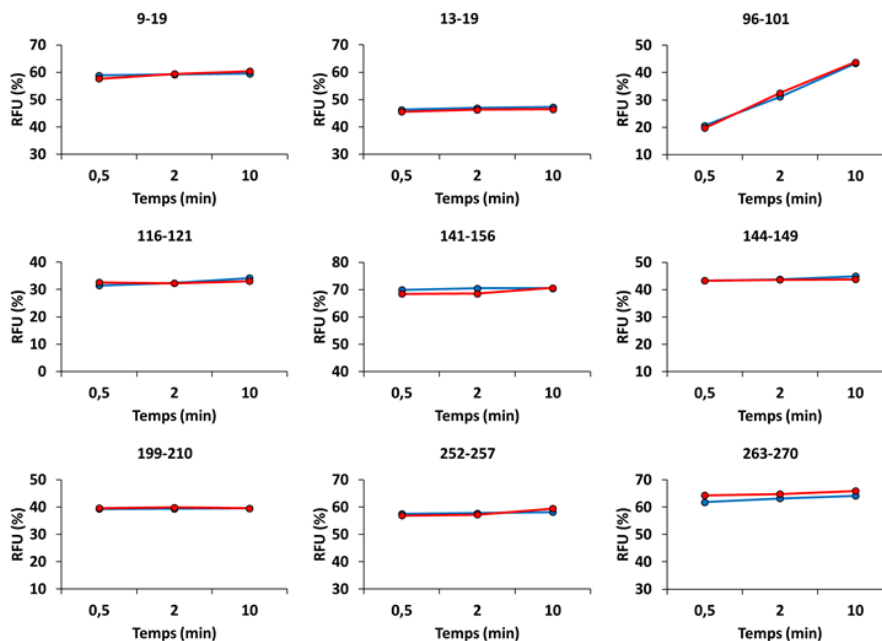 9-19
RFU (%)
70
60
50
40
30
0,5 2 10
Temps (min)
13-19
RFU (%)
70
60
50
40
30
0,5 2 10
Temps (min)
96-101
RFU (%)
50
40
30
20
10
0,5 2 10
Temps (min)
116-121
RFU (%)
40
30
20
10
0
0,5 2 10
Temps (min)
141-156
RFU (%)
80
70
60
50
40
0,5 2 10
Temps (min)
144-149
RFU (%)
50
40
30
20
10
0,5 2 10
Temps (min)
199-210
RFU (%)
50
40
30
20
10
0,5 2 10
Temps (min)
252-257
RFU (%)
70
60
50
40
30
0,5 2 10
Temps (min)
263-270
RFU (%)
70
60
50
40
30
0,5 2 10
Temps (min)